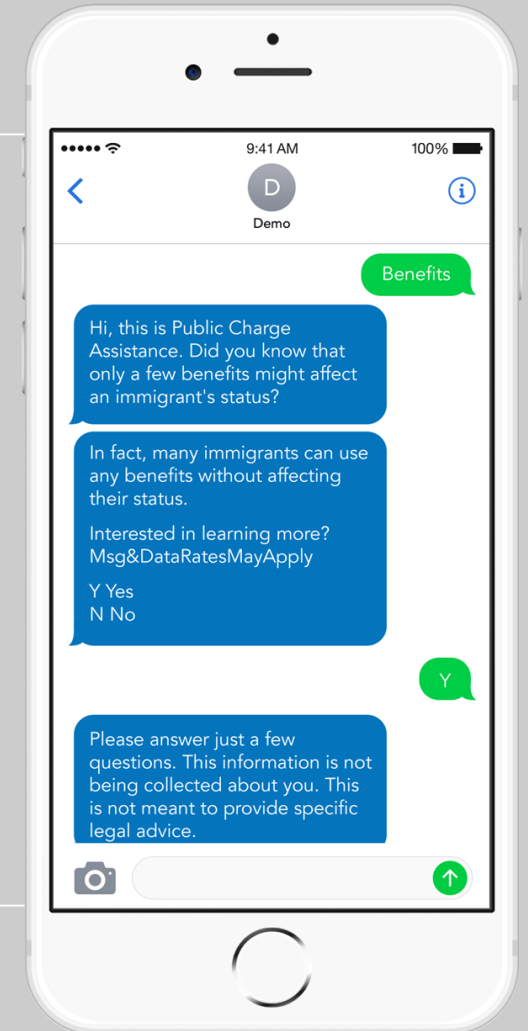 9:41 AM
100%
D
Demo
Benefits
Hi, this is Public Charge
Assistance. Did you know that
only a few benefits might affect
an immigrant's status?
In fact, many immigrants can use
any benefits without affecting
their status.
Interested in learning more?
Msg&DataRatesMayApply
Y Yes
N No
Y
Please answer just a few
questions. This information is not
being collected about you. This
is not meant to provide specific
legal advice.